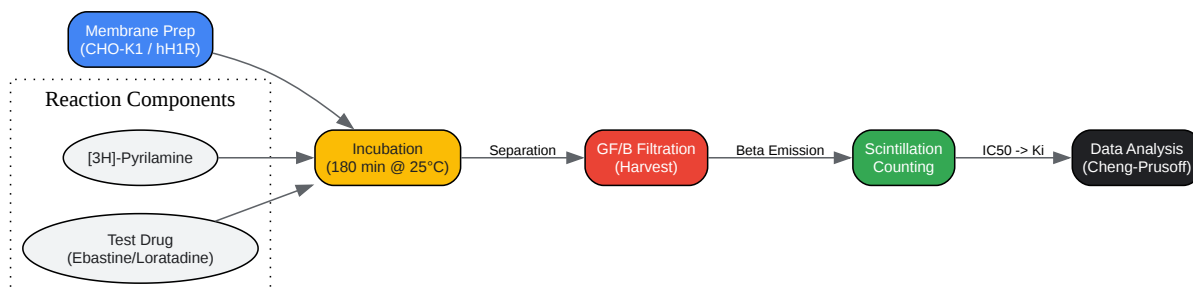 Membrane Prep
(CHO-K1 / hH1R)
Reaction Components
[3H]-Pyrilamine
Test Drug
(Ebastine/Loratadine)
Incubation
(180 min @ 25°C)
Separation
GF/B Filtration
(Harvest)
Beta Emission
Scintillation
Counting
IC50 -> Ki
Data Analysis
(Cheng-Prusoff)